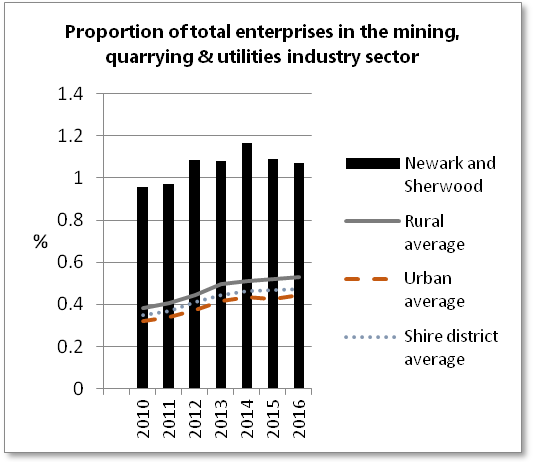 Proportion of total enterprises in the mining,
quarrying & utilities industry sector
1.4
1.2
1
0.8
0.6
0.4
0.2
0
%
2010
2011
2012
2013
2014
2015
2016
Newark and
Sherwood
Rural
average
Urban
average
Shire district
average